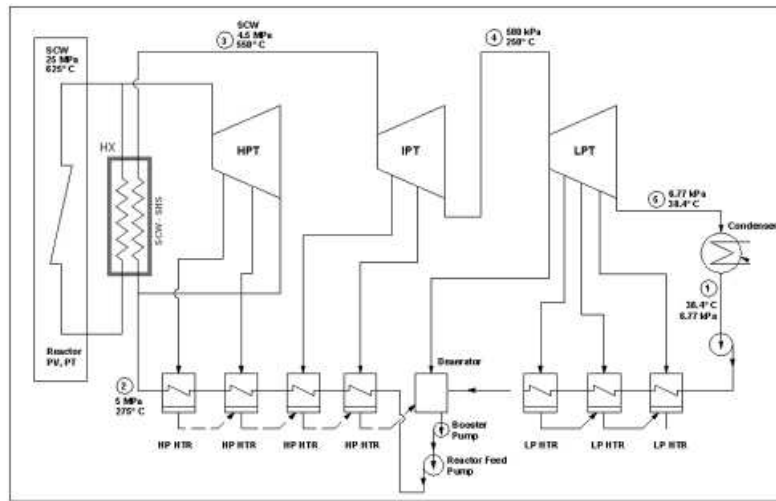 SCW
25 MPa
625° C
SCW
4.5 MPa
550° C
3
4
580 kPa
250° C
HX
HPT
IPT
LPT
SCW - SHS
5
6.77 kPa
38.4° C
Condenser
1
38.4° C
6.77 kPa
Reactor
PV, PT
2
5 MPa
275° C
Deaerator
Booster
Pump
Reactor Feed
Pump
HP HTR
HP HTR
HP HTR
HP HTR
LP HTR
LP HTR
LP HTR